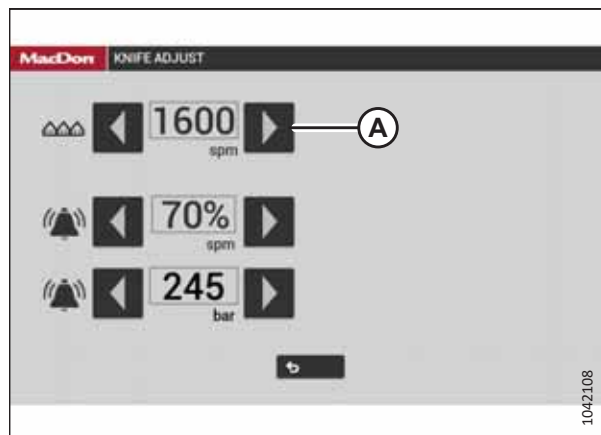 MacDon KNIFE ADJUST
1600
A
spm
70%
spm
245
bar
1042108